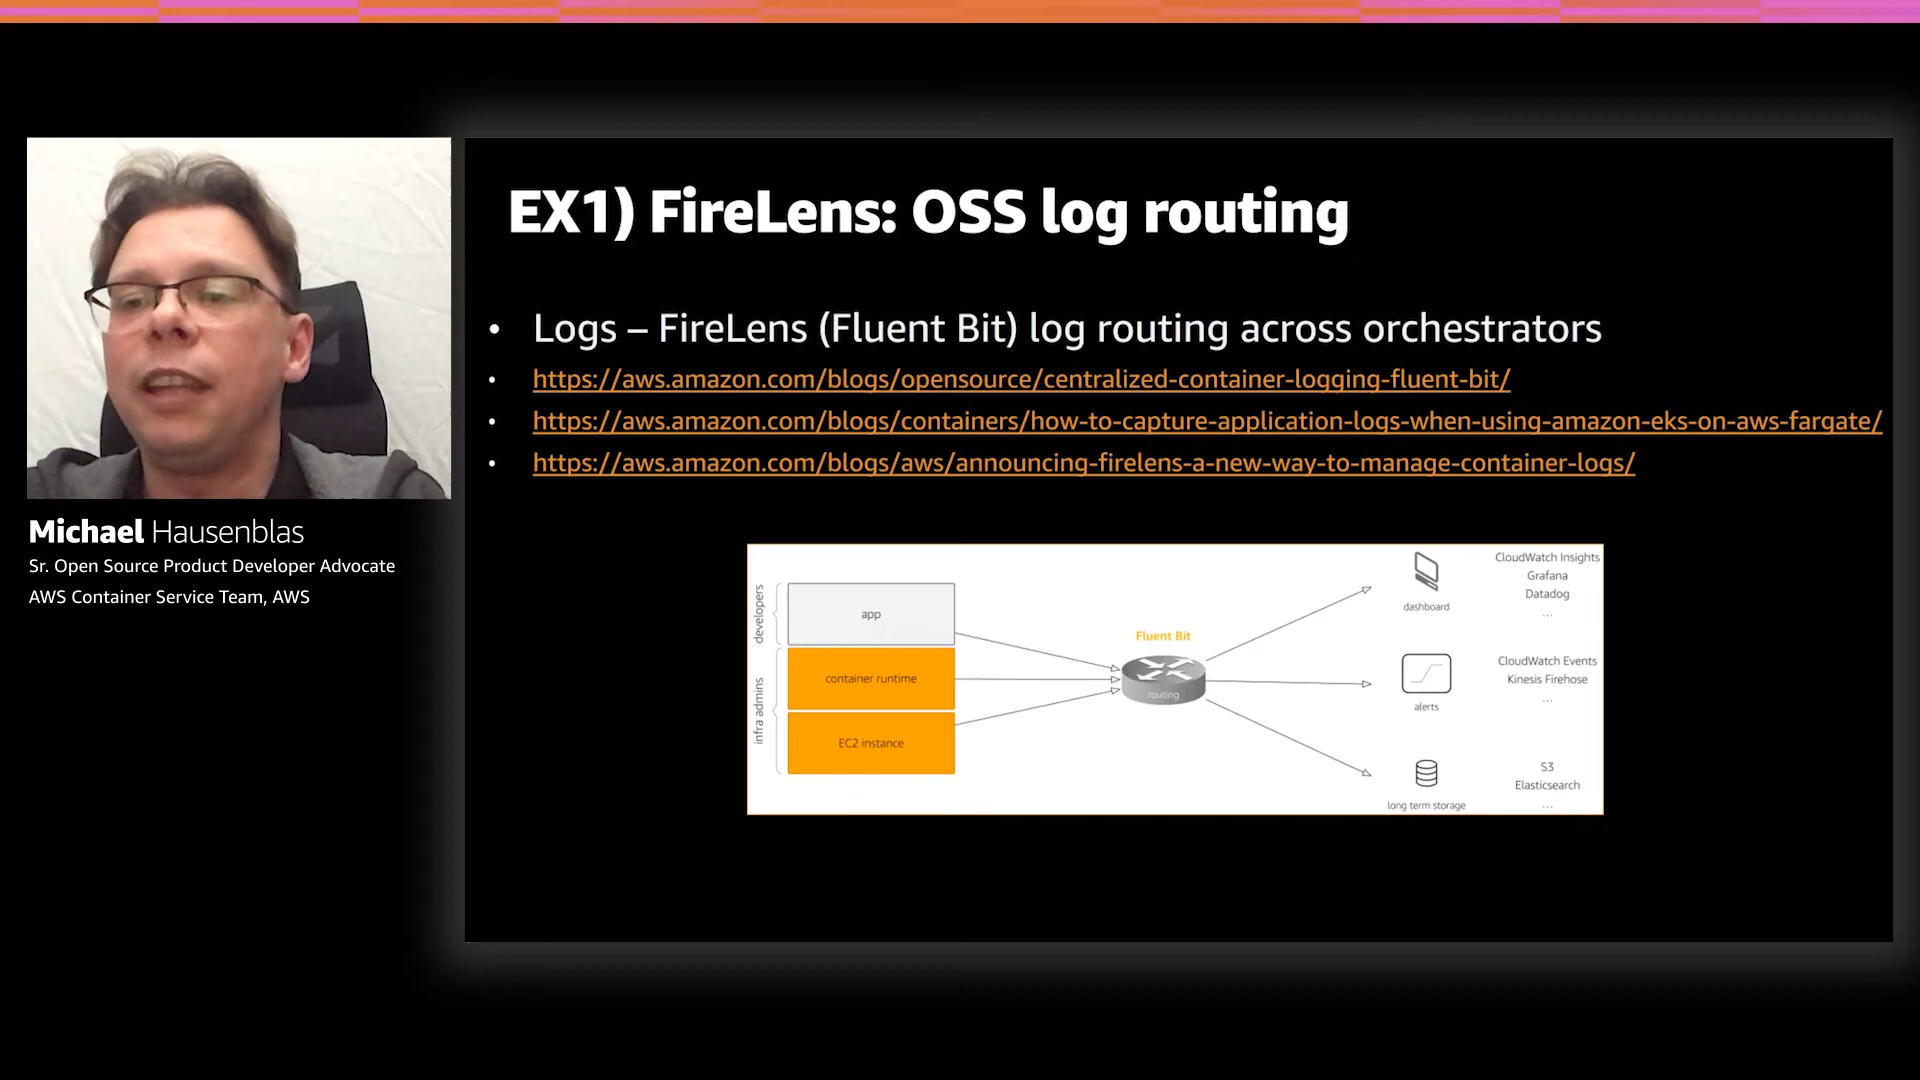 Michael Hausenblas
Sr. Open Source Product Developer Advocate
AWS Container Service Team, AWS
EX1) FireLens: OSS log routing
• Logs – FireLens (Fluent Bit) log routing across orchestrators
• https://aws.amazon.com/blogs/opensource/centralized-container-logging-fluent-bit/
• https://aws.amazon.com/blogs/containers/how-to-capture-application-logs-when-using-amazon-eks-on-aws-fargate/
• https://aws.amazon.com/blogs/aws/announcing-firelens-a-new-way-to-manage-container-logs/
developers
app
infra admins
container runtime
EC2 instance
Fluent Bit
routing
dashboard
CloudWatch Insights
Grafana
Datadog
...
alerts
CloudWatch Events
Kinesis Firehose
...
long term storage
S3
Elasticsearch
...